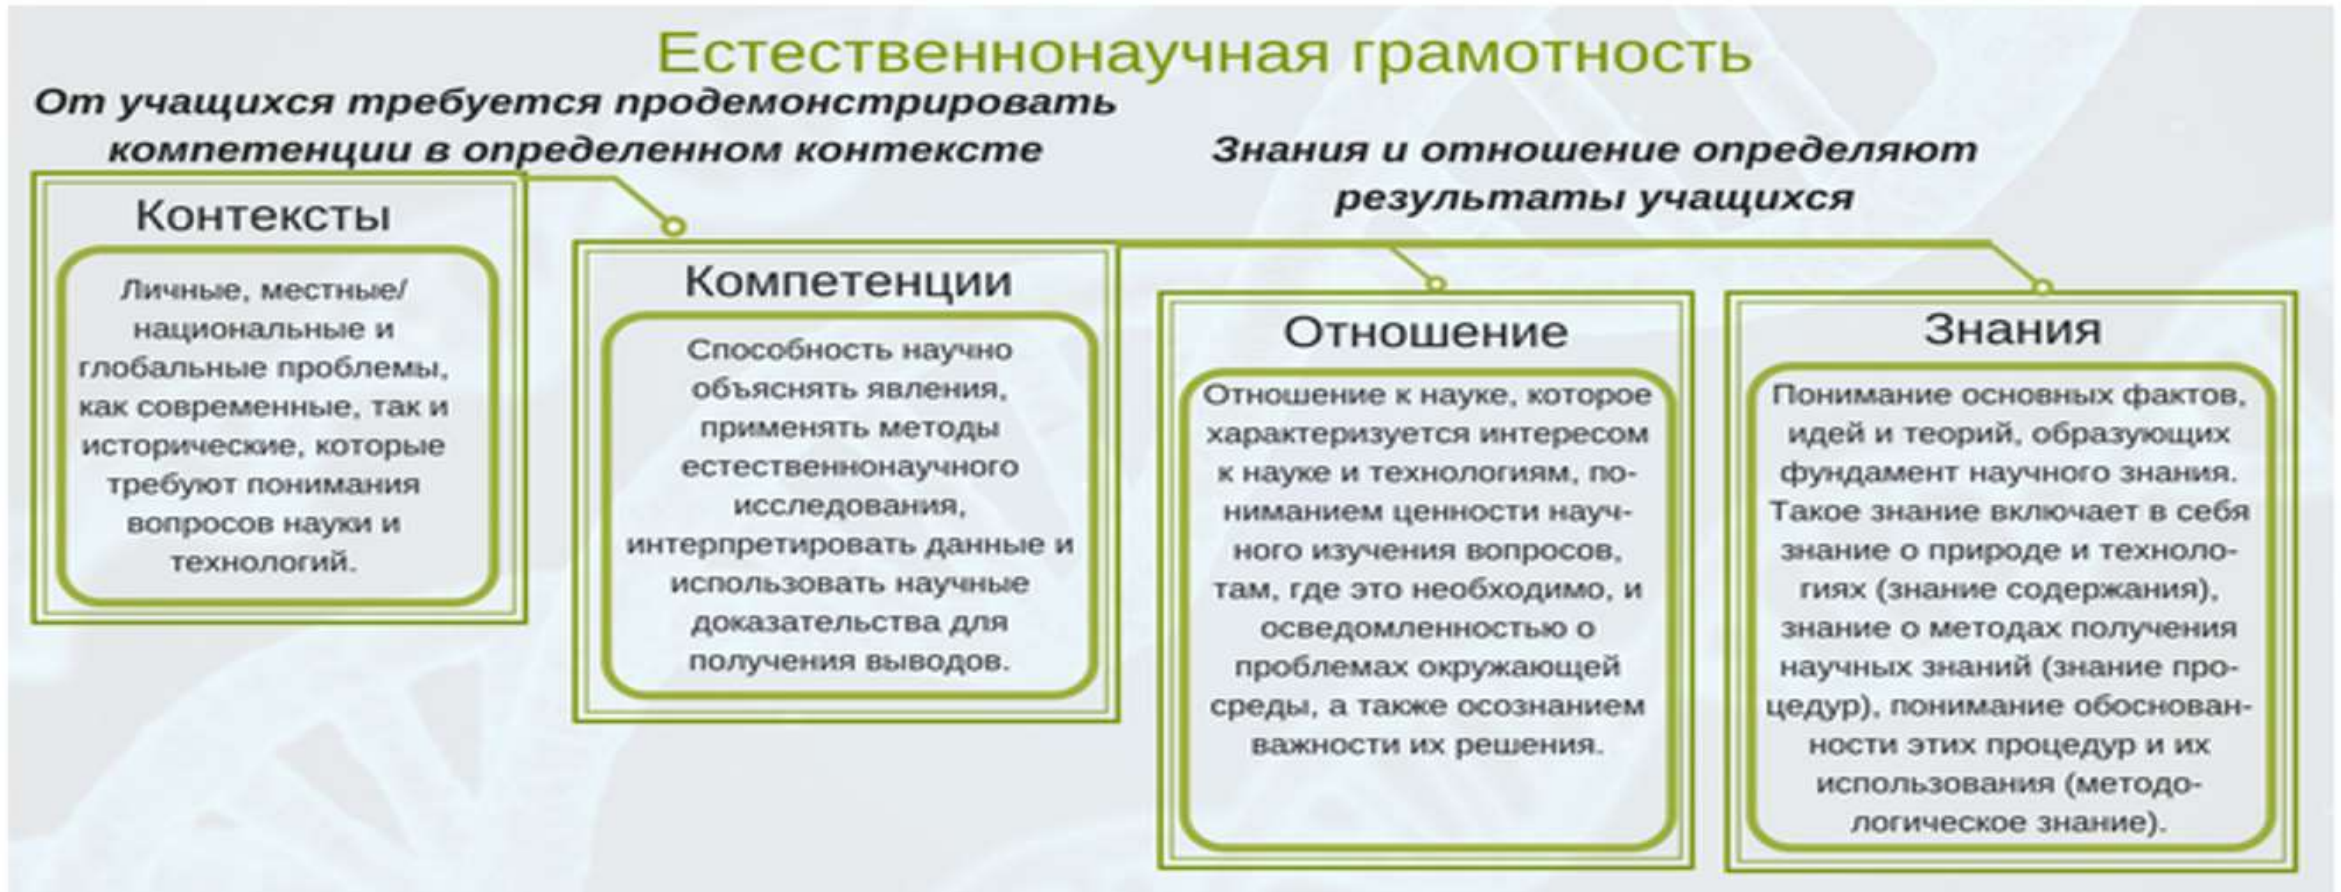 Естественнонаучная грамотность
От учащихся требуется продемонстрировать
компетенции в определенном контексте
Знания и отношение определяют
результаты учащихся
Контексты
Личные, местные/
национальные и
глобальные проблемы,
как современные, так и
исторические, которые
требуют понимания
вопросов науки и
технологий.
Компетенции
Способность научно
объяснять явления,
применять методы
естественнонаучного
исследования,
интерпретировать данные и
использовать научные
доказательства для
получения выводов.
Отношение
Отношение к науке, которое
характеризуется интересом
к науке и технологиям, по-
ниманием ценности науч-
ного изучения вопросов,
там, где это необходимо, и
осведомленностью о
проблемах окружающей
среды, а также осознанием
важности их решения.
Знания
Понимание основных фактов,
идей и теорий, образующих
фундамент научного знания.
Такое знание включает в себя
знание о природе и техноло-
гиях (знание содержания),
знание о методах получения
научных знаний (знание про-
цедур), понимание обоснован-
ности этих процедур и их
использования (методо-
логическое знание).